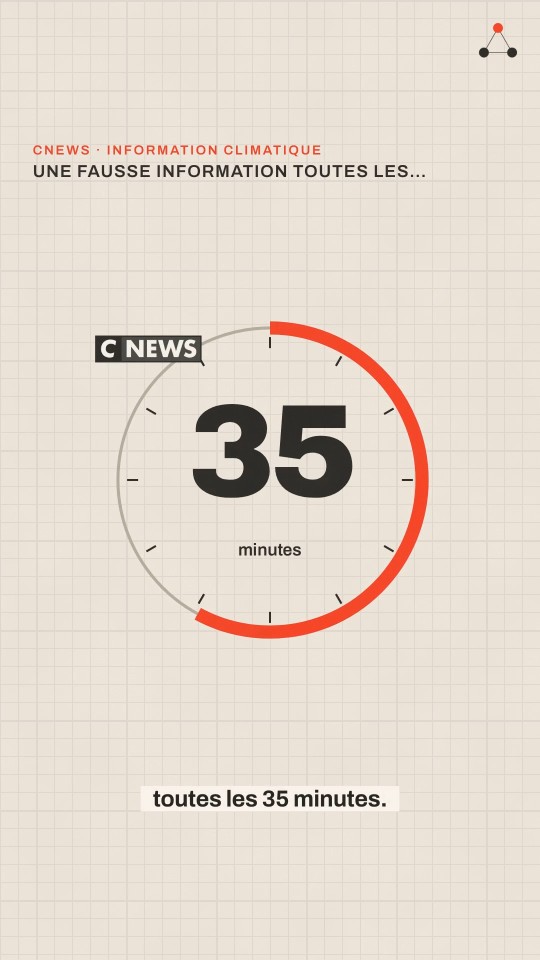 CNEWS · INFORMATION CLIMATIQUE
UNE FAUSSE INFORMATION TOUTES LES...
C NEWS
35
minutes
toutes les 35 minutes.